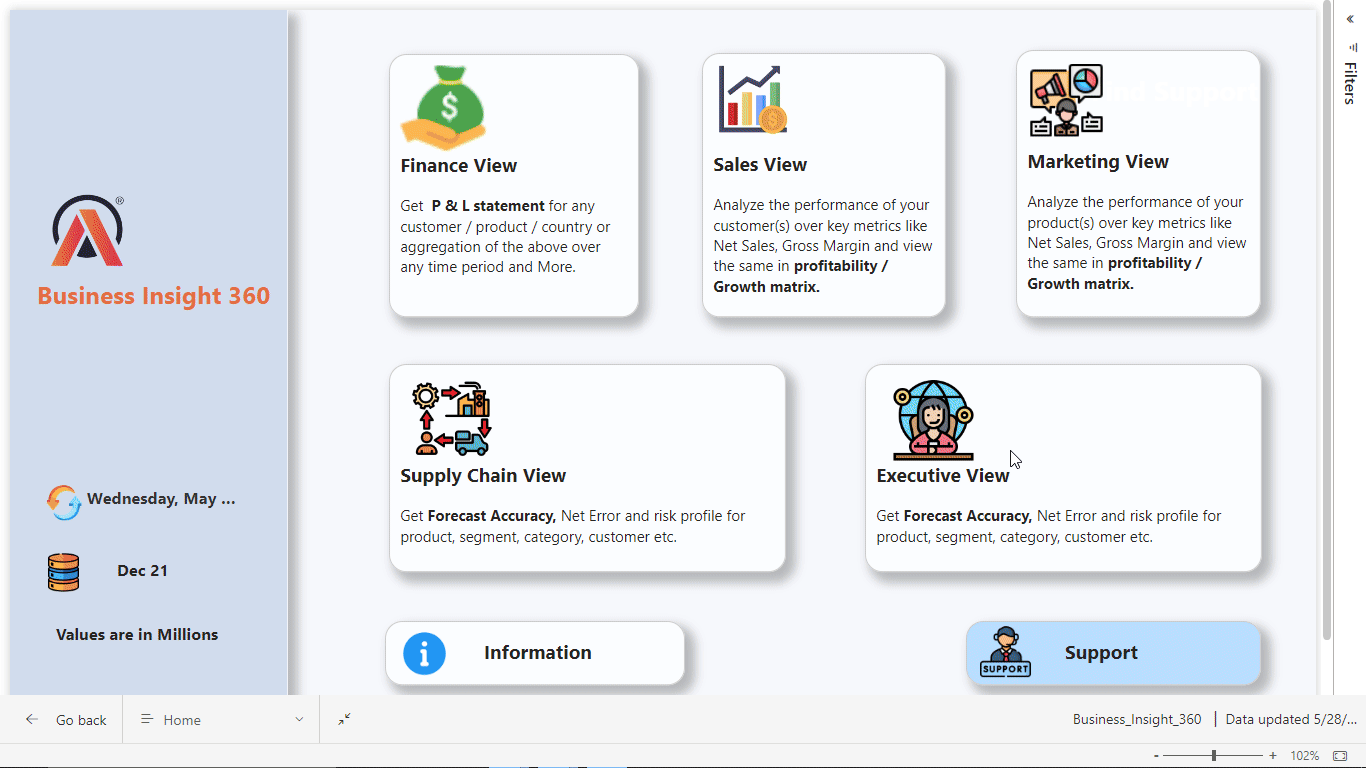 Business Insight 360
®
Wednesday, May ...
Dec 21
Values are in Millions
$
Finance View
Get P & L statement for any
customer / product / country or
aggregation of the above over
any time period and More.
Sales View
Analyze the performance of your
customer(s) over key metrics like
Net Sales, Gross Margin and view
the same in profitability /
Growth matrix.
Marketing View
Analyze the performance of your
product(s) over key metrics like
Net Sales, Gross Margin and view
the same in profitability /
Growth matrix.
Supply Chain View
Get Forecast Accuracy, Net Error and risk profile for
product, segment, category, customer etc.
Executive View
Get Forecast Accuracy, Net Error and risk profile for
product, segment, category, customer etc.
Information
SUPPORT
Support
Filters
Go back
Home
Business_Insight_360 | Data updated 5/28/...
- + 102%